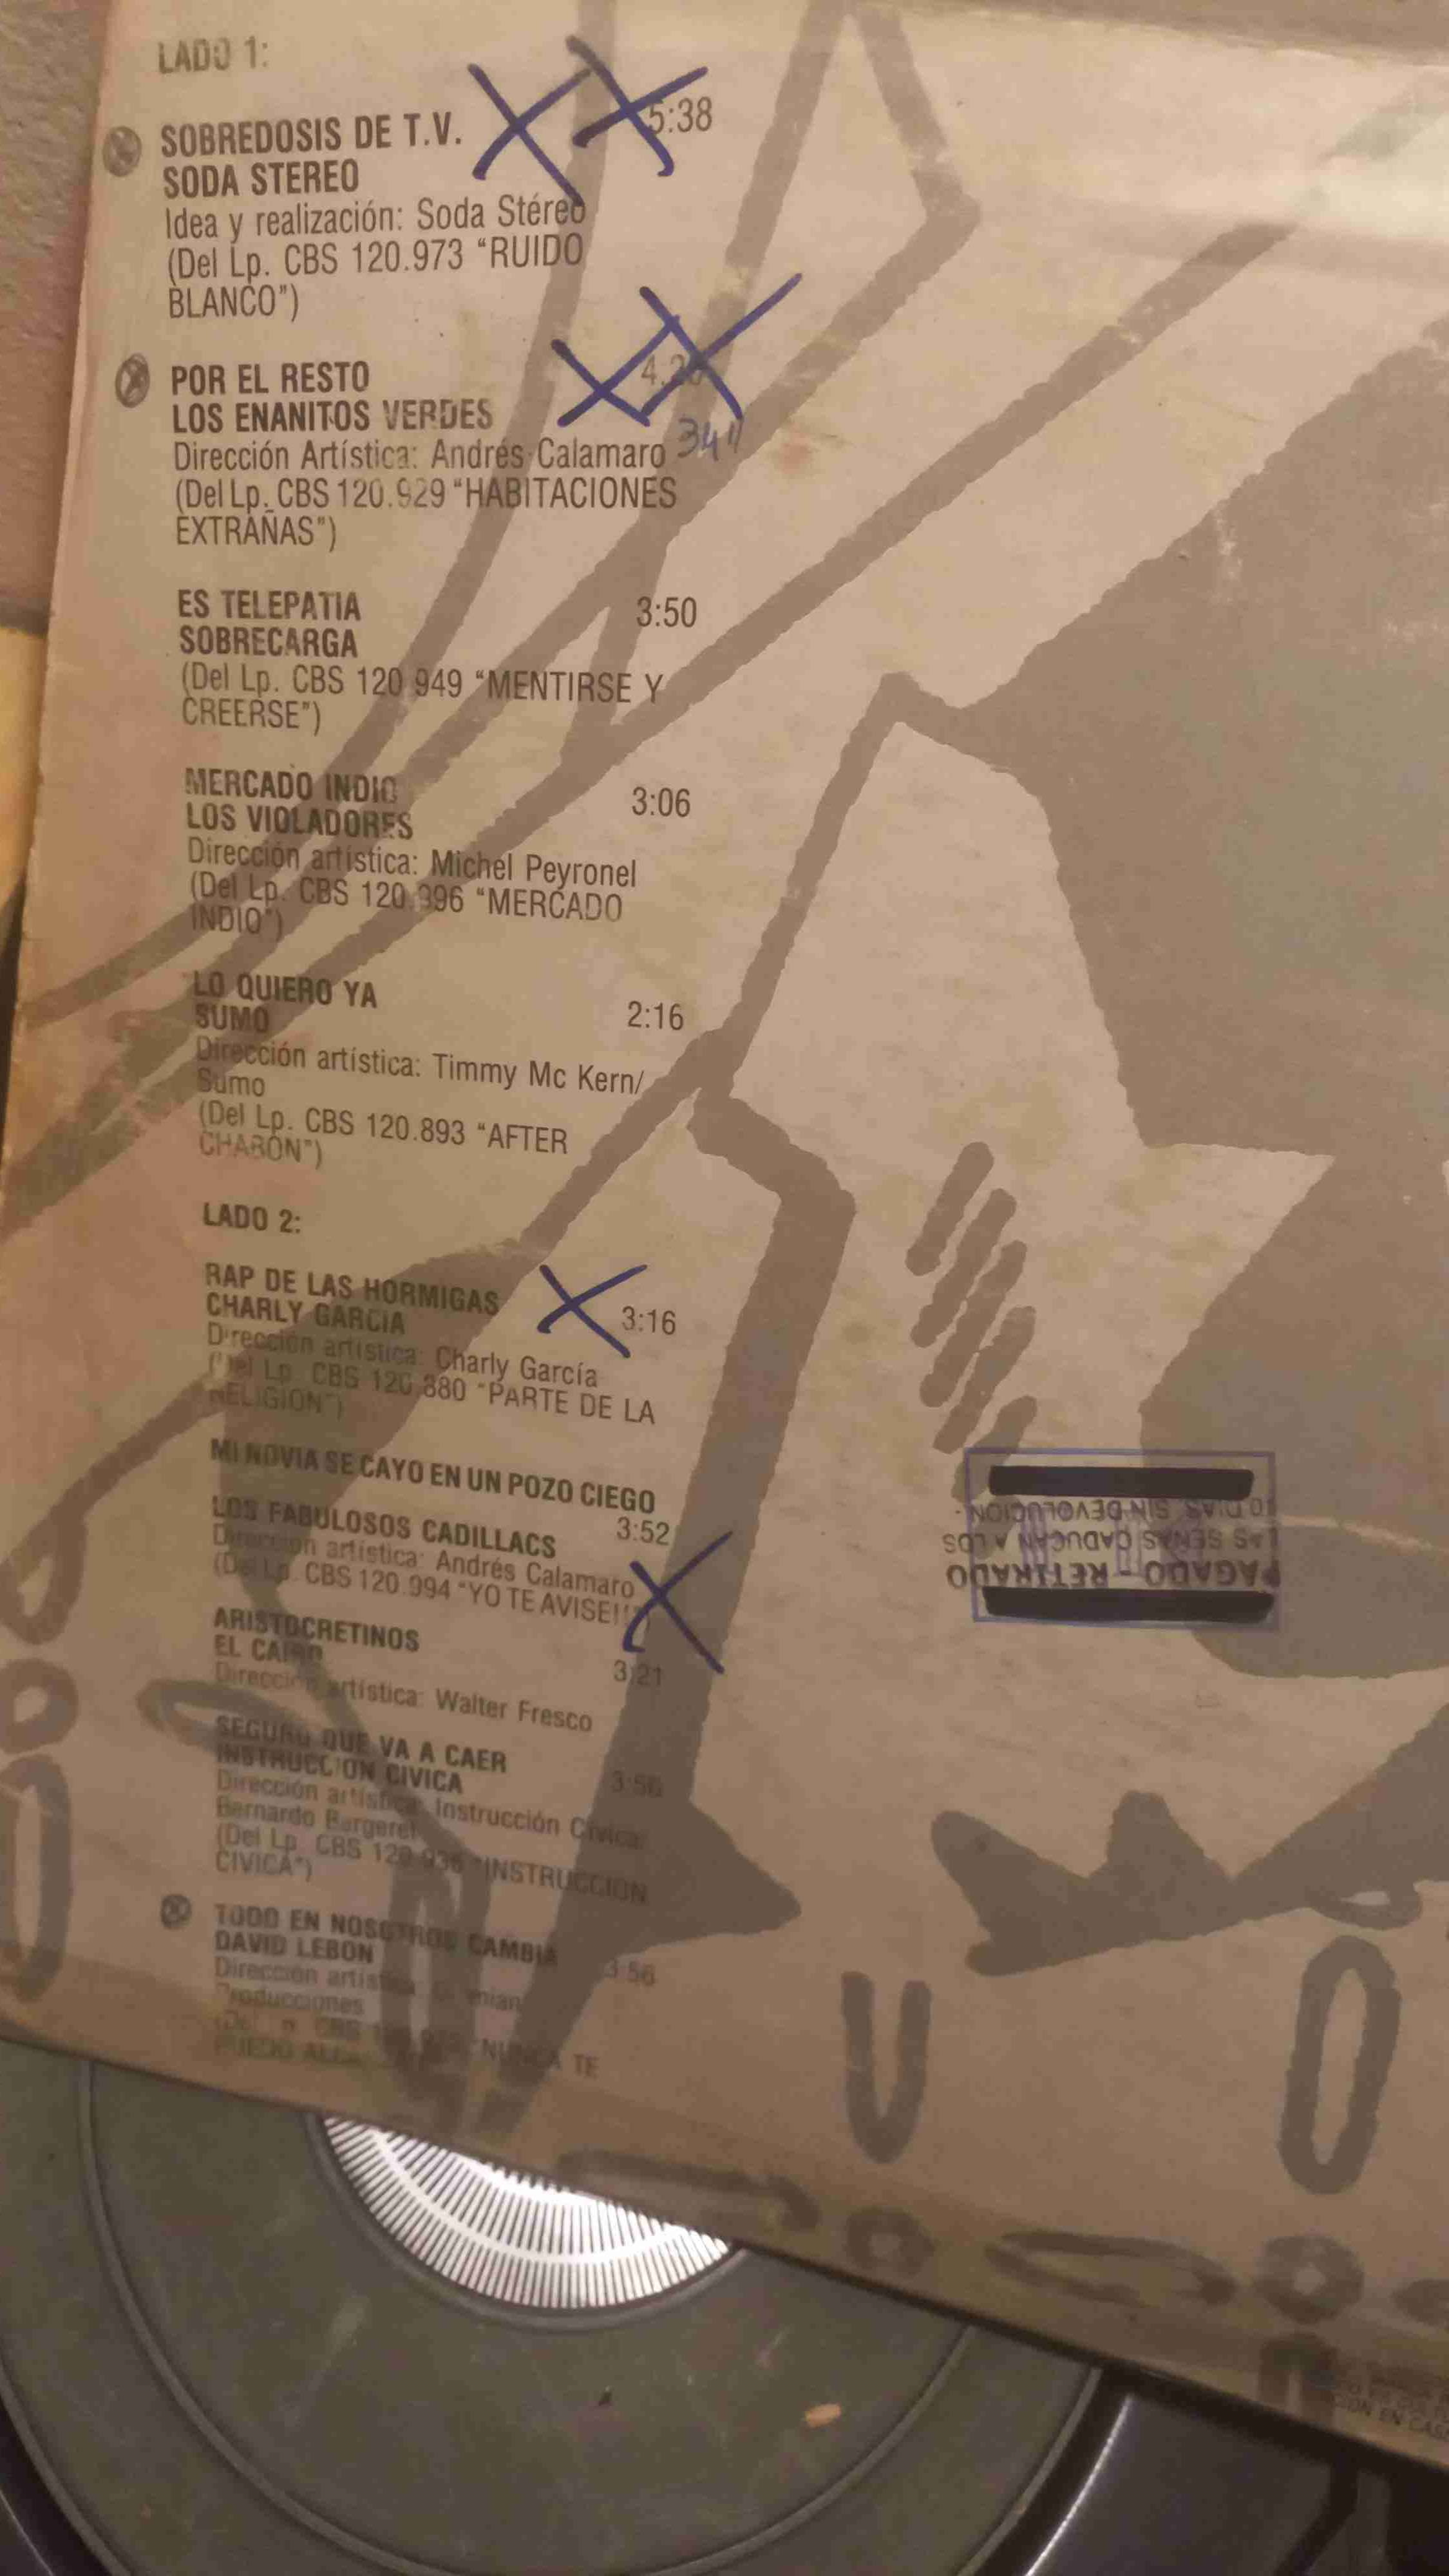 LADO 1:
SOBREDOSIS DE T.V. 5:38
SODA STEREO
Idea y realización: Soda Stéreo
(Del Lp. CBS 120.973 “RUIDO
BLANCO”)
POR EL RESTO
LOS ENANITOS VERDES
Dirección Artística: Andrés Calamaro
(Del Lp. CBS 120.929 “HABITACIONES
EXTRAÑAS”)
ES TELEPATIA 3:50
SOBRECARGA
(Del Lp. CBS 120 949 “MENTIRSE Y
CREERSE”)
MERCADO INDIO 3:06
LOS VIOLADORES
Dirección artística: Michel Peyronel
(Del Lp. CBS “MERCADO
INDIO”)
LO QUIERO YA 2:16
SUMO
Dirección artística: Timmy Mc Kern/
Sumo
(Del Lp. CBS 120.893 “AFTER
CHABON”)
LADO 2:
RAP DE LAS HORMIGAS 3:16
CHARLY GARCIA
Dirección artística: Charly García
(Del Lp. CBS 120,880 “PARTE DE LA
RELIGION”)
MI NOVIA SE CAYO EN UN POZO CIEGO
LOS FABULOSOS CADILLACS 3:52
Dirección artística: Andrés Calamaro
(Del Lp. CBS 120.994 “YO TE AVISE!!”)
ARISTOCRETINOS
EL CAIRO 3:21
Dirección artística: Walter Fresco
SEGURO QUE VA A CAER
INSTRUCCION CIVICA 3:56
Dirección artística: Instrucción Cívica
Bernardo
(Del Lp. CBS “INSTRUCCION
CIVICA”)
TODO EN NOSOTROS CAMBIA
DAVID LEBON 3:56
Dirección
Producciones
“NUNCA TE
PUEDO
PAGADO - RETIRADO
LAS SEÑAS CADUCAN A LOS
10 DIAS SIN DEVOLUCION.